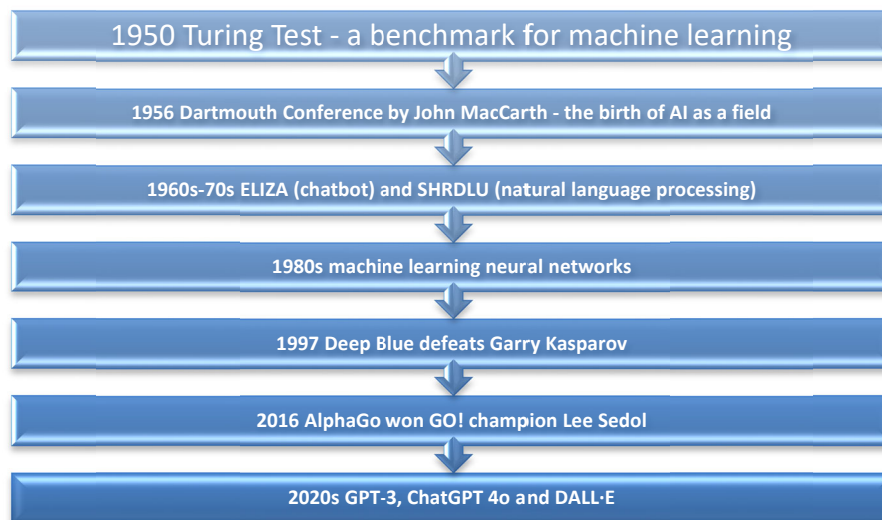 1950 Turing Test - a benchmark for machine learning
1956 Dartmouth Conference by John MacCarth - the birth of AI as a field
1960s-70s ELIZA (chatbot) and SHRDLU (natural language processing)
1980s machine learning neural networks
1997 Deep Blue defeats Garry Kasparov
2016 AlphaGo won GO! champion Lee Sedol
2020s GPT-3, ChatGPT 4o and DALL·E